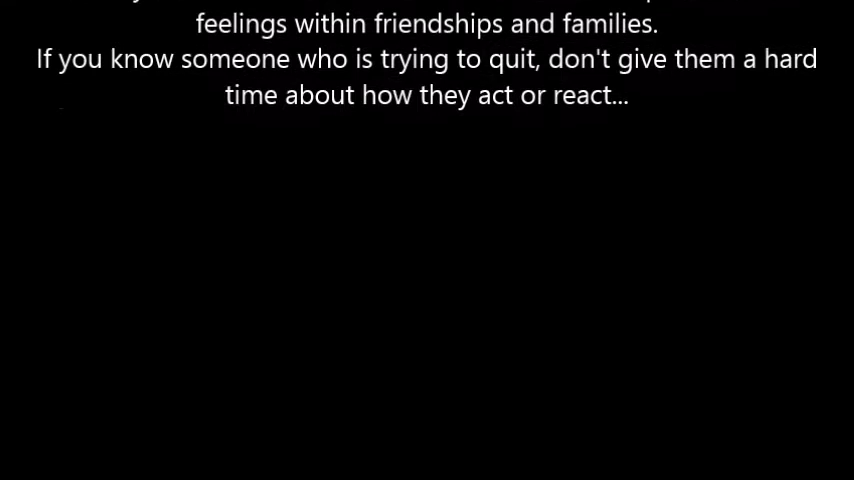 feelings within friendships and families.
If you know someone who is trying to quit, don't give them a hard
time about how they act or react...